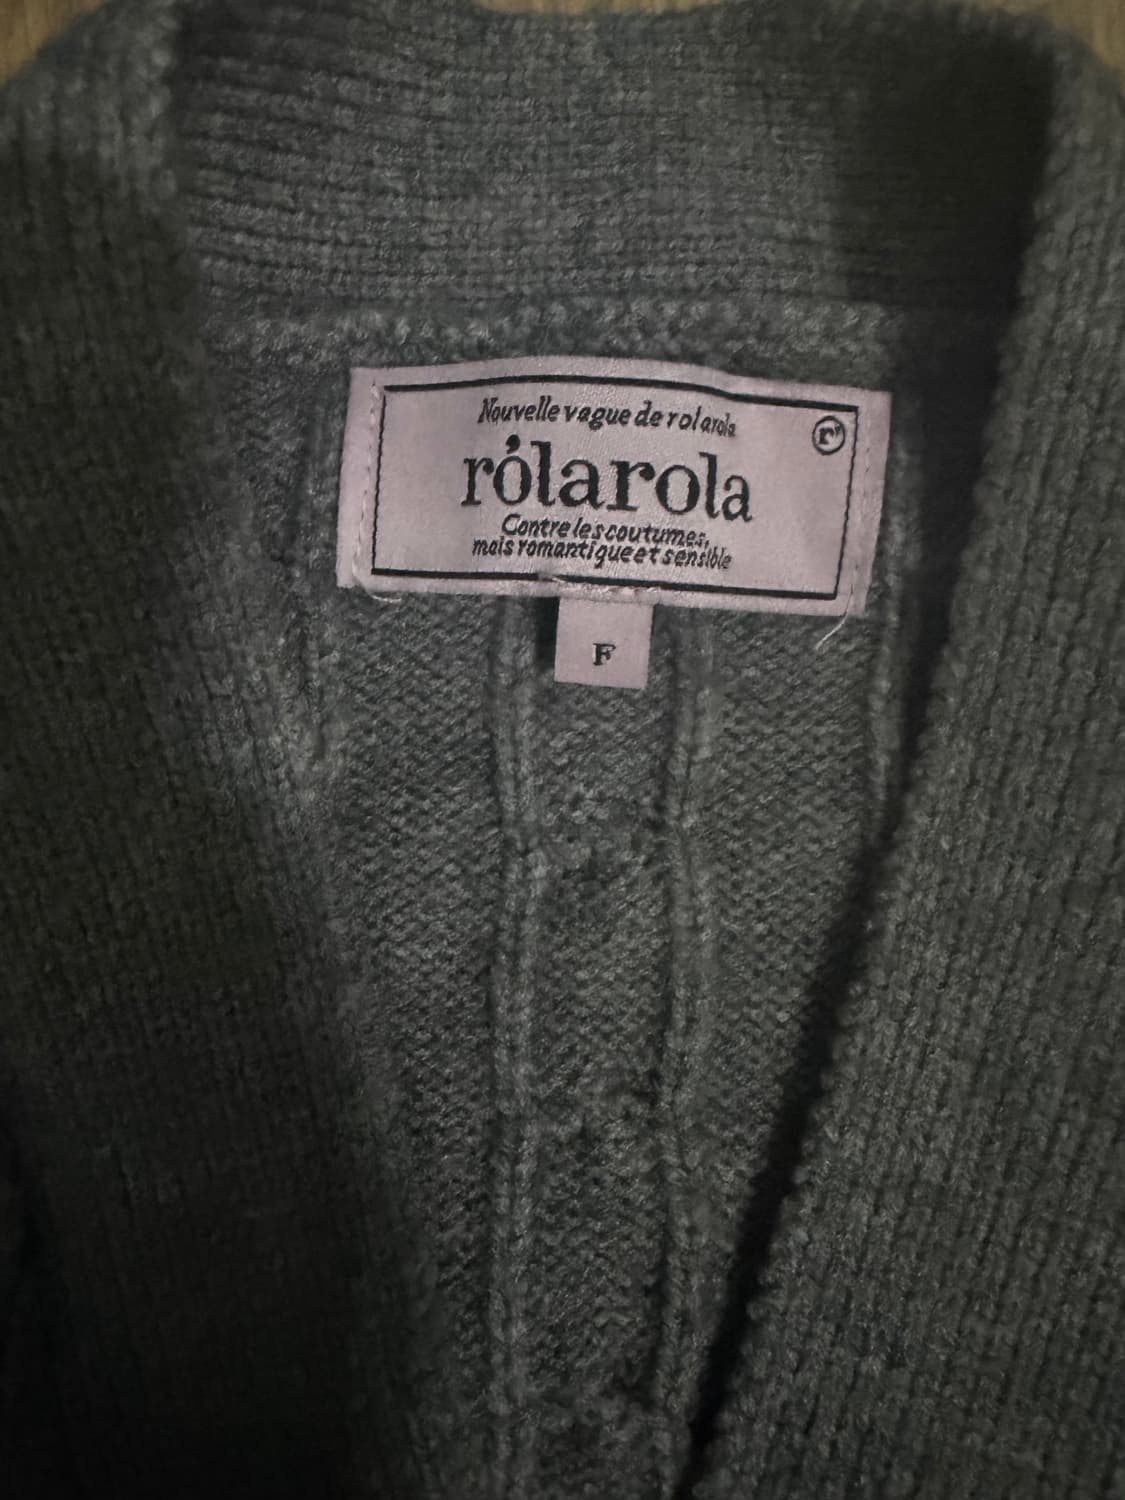 Nouvelle vague de rolarola
r'
rólarola
Contre les coutumes,
mais romantique et sensible
F